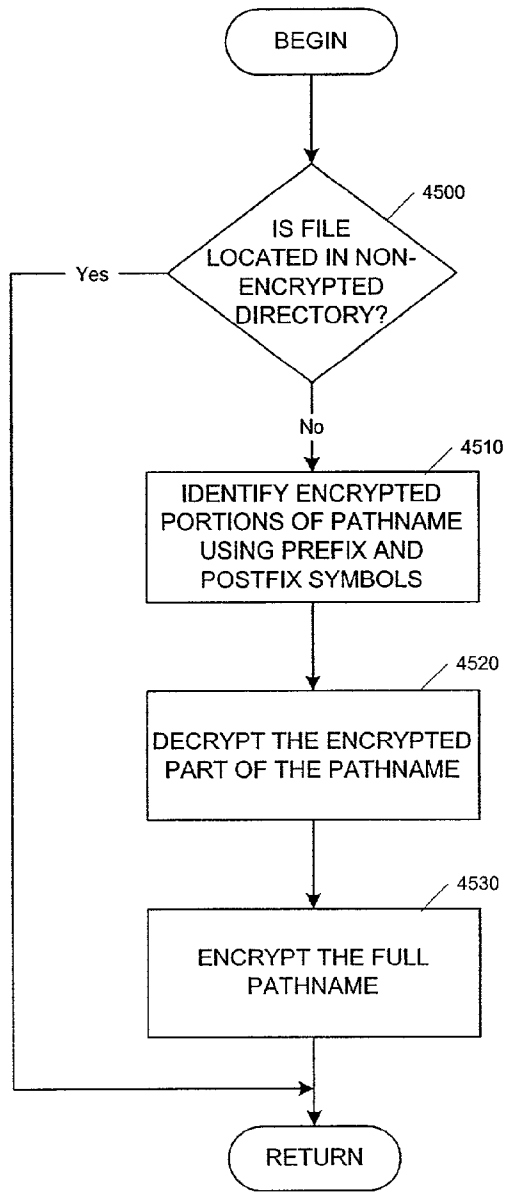 BEGIN
4500
IS FILE
LOCATED IN NON-
ENCRYPTED
DIRECTORY?
Yes
No
4510
IDENTIFY ENCRYPTED
PORTIONS OF PATHNAME
USING PREFIX AND
POSTFIX SYMBOLS
4520
DECRYPT THE ENCRYPTED
PART OF THE PATHNAME
4530
ENCRYPT THE FULL
PATHNAME
RETURN